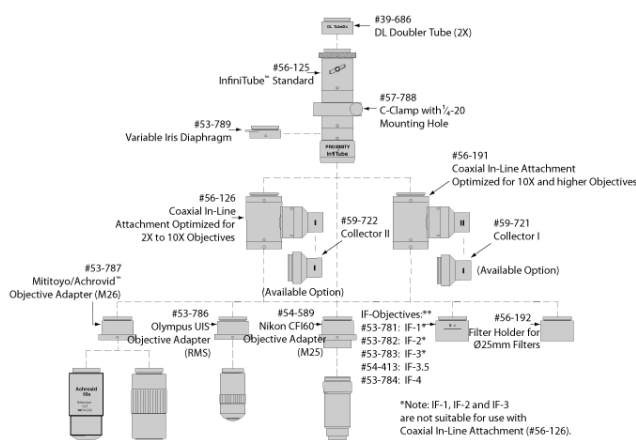 #39-686
DL Doubler Tube (2X)
#56-125
InfiniTube™ Standard
#57-788
C-Clamp with ¼-20
Mounting Hole
#53-789
Variable Iris Diaphragm
PROXIMITY
InfiTube
#56-191
Coaxial In-Line Attachment
Optimized for 10X and higher Objectives
#56-126
Coaxial In-Line
Attachment Optimized for
2X to 10X Objectives
I
II
#59-722
Collector II
#59-721
Collector I
I
I
(Available Option)
(Available Option)
#53-787
Mititoyo/Achrovid™
Objective Adapter (M26)
#53-786
Olympus UIS
Objective Adapter
(RMS)
#54-589
Nikon CFI60
Objective Adapter
(M25)
IF-Objectives:**
#53-781: IF-1*
#53-782: IF-2*
#53-783: IF-3*
#54-413: IF-3.5
#53-784: IF-4
#56-192
Filter Holder for
Ø25mm Filters
*Note: IF-1, IF-2 and IF-3
are not suitable for use with
Coaxial In-Line Attachment (#56-126).